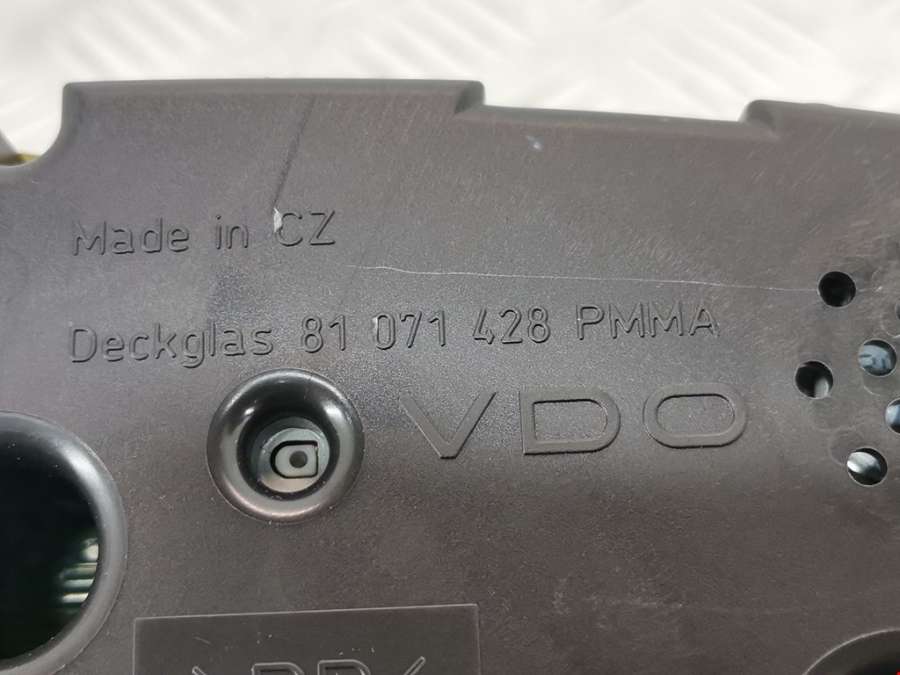 Made in CZ
Deckglas 81 071 428 PMMA
VDO